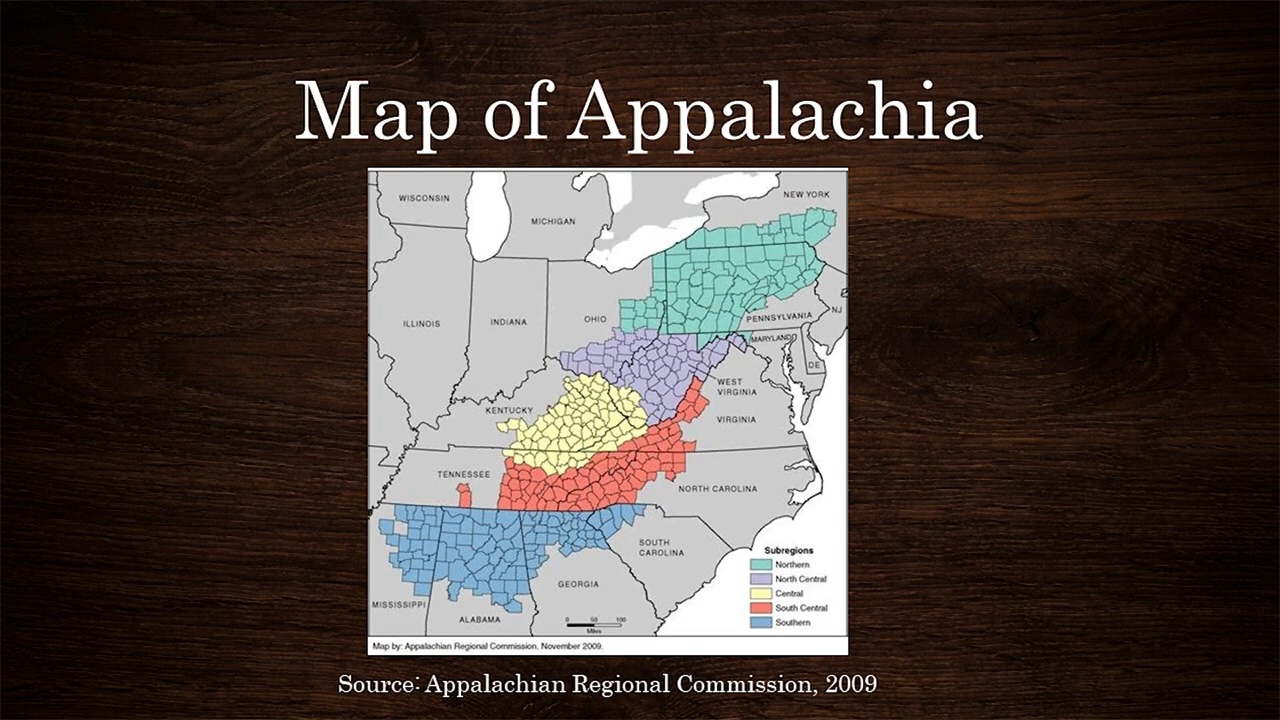 Map of Appalachia
WISCONSIN
MICHIGAN
NEW YORK
ILLINOIS
INDIANA
OHIO
PENNSYLVANIA
NJ
MARYLAND
DE
WEST
VIRGINIA
KENTUCKY
VIRGINIA
TENNESSEE
NORTH CAROLINA
SOUTH
CAROLINA
GEORGIA
MISSISSIPPI
ALABAMA
0 50 100
Miles
Subregions
Northern
North Central
Central
South Central
Southern
Map by: Appalachian Regional Commission, November 2009.
Source: Appalachian Regional Commission, 2009